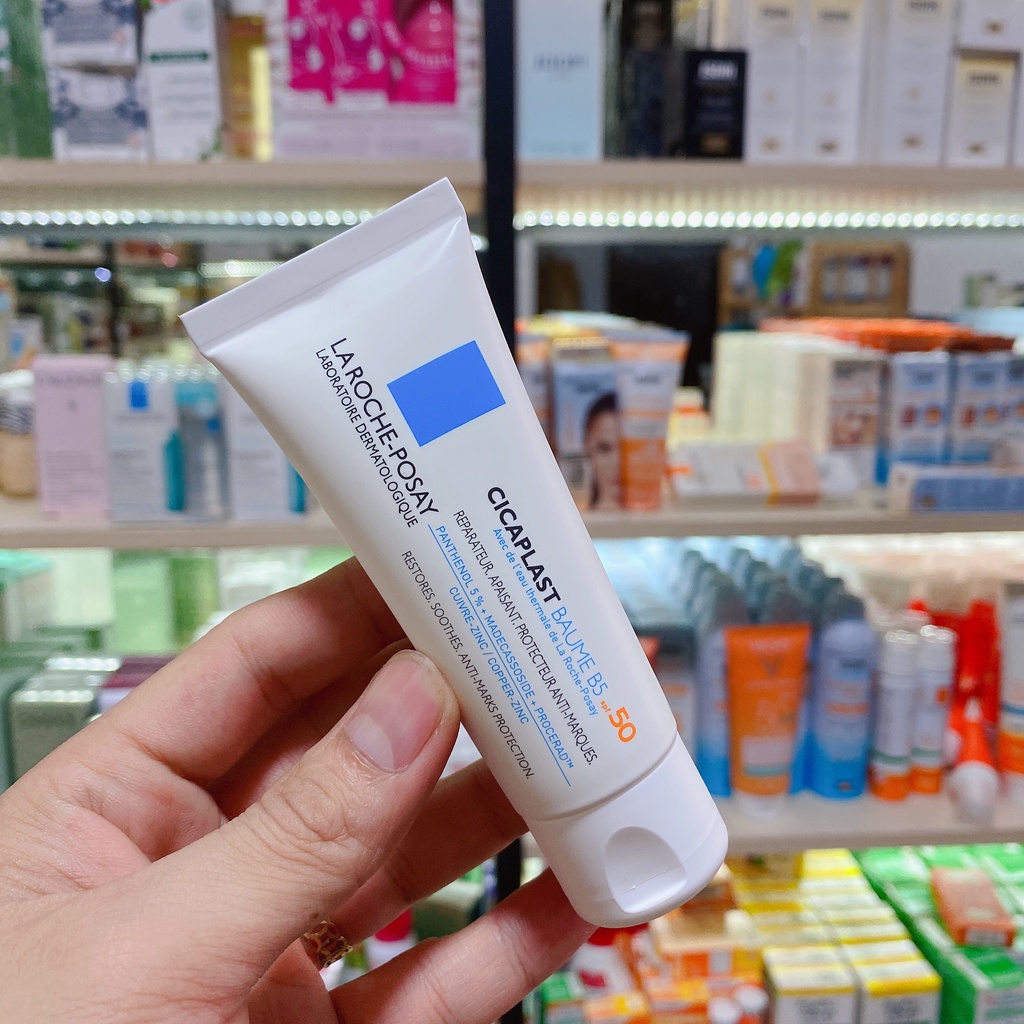 LA ROCHE-POSAY
LABORATOIRE DERMATOLOGIQUE
CICAPLAST BAUME B5 spf 50
Avec de l'eau thermale de La Roche-Posay
RÉPARATEUR, APAISANT, PROTECTEUR ANTI-MARQUES.
PANTHENOL 5 % + MADECASSOSIDE + PROCERAD™
CUIVRE-ZINC / COPPER-ZINC
RESTORES, SOOTHES, ANTI-MARKS PROTECTION.